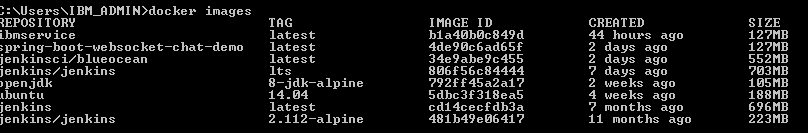 C:\Users\IBM_ADMIN>docker images
REPOSITORY TAG IMAGE ID CREATED SIZE
ibmservice latest b1a40b0c849d 44 hours ago 127MB
spring-boot-websocket-chat-demo latest 4de90c6ad65f 2 days ago 127MB
jenkinsci/blueocean latest 34e9abe9c455 2 days ago 552MB
jenkins/jenkins lts 806f56c84444 7 days ago 703MB
openjdk 8-jdk-alpine 792ff45a2a17 2 weeks ago 105MB
ubuntu 14.04 5dbc3f318ea5 4 weeks ago 188MB
jenkins latest cd14cecfdb3a 7 months ago 696MB
jenkins/jenkins 2.112-alpine 481b49e06417 11 months ago 223MB